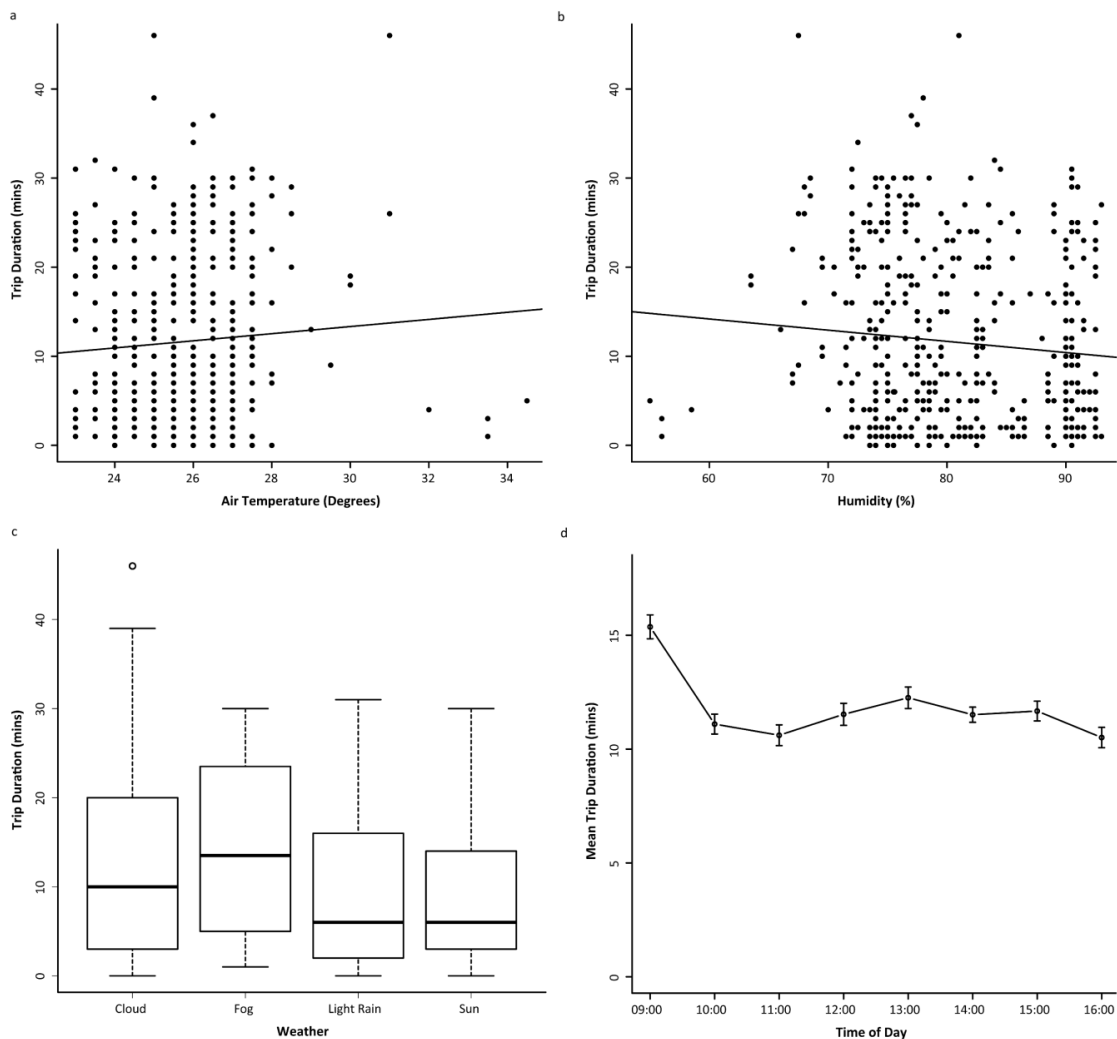 a
Trip Duration (mins)
0
10
20
30
40
24
26
28
30
32
34
Air Temperature (Degrees)
b
Trip Duration (mins)
0
10
20
30
40
60
70
80
90
Humidity (%)
c
Trip Duration (mins)
0
10
20
30
40
Cloud
Fog
Light Rain
Sun
Weather
d
Mean Trip Duration (mins)
0
5
10
15
09:00
10:00
11:00
12:00
13:00
14:00
15:00
16:00
Time of Day